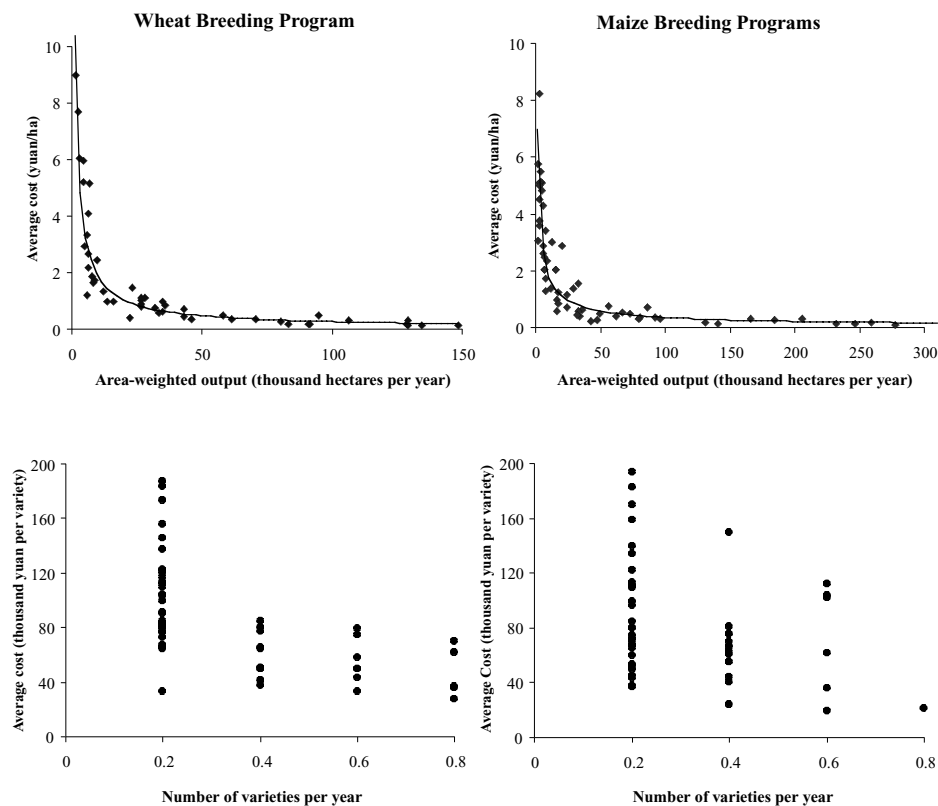 Wheat Breeding Program
Maize Breeding Programs
Average cost (yuan/ha)
10
8
6
4
2
0
0 50 100 150
Area-weighted output (thousand hectares per year)
Average cost (yuan/ha)
10
8
6
4
2
0
0 50 100 150 200 250 300
Area-weighted output (thousand hectares per year)
Average cost (thousand yuan per variety)
200
160
120
80
40
0
0 0.2 0.4 0.6 0.8
Number of varieties per year
Average Cost (thousand yuan per variety)
200
160
120
80
40
0
0 0.2 0.4 0.6 0.8
Number of varieties per year